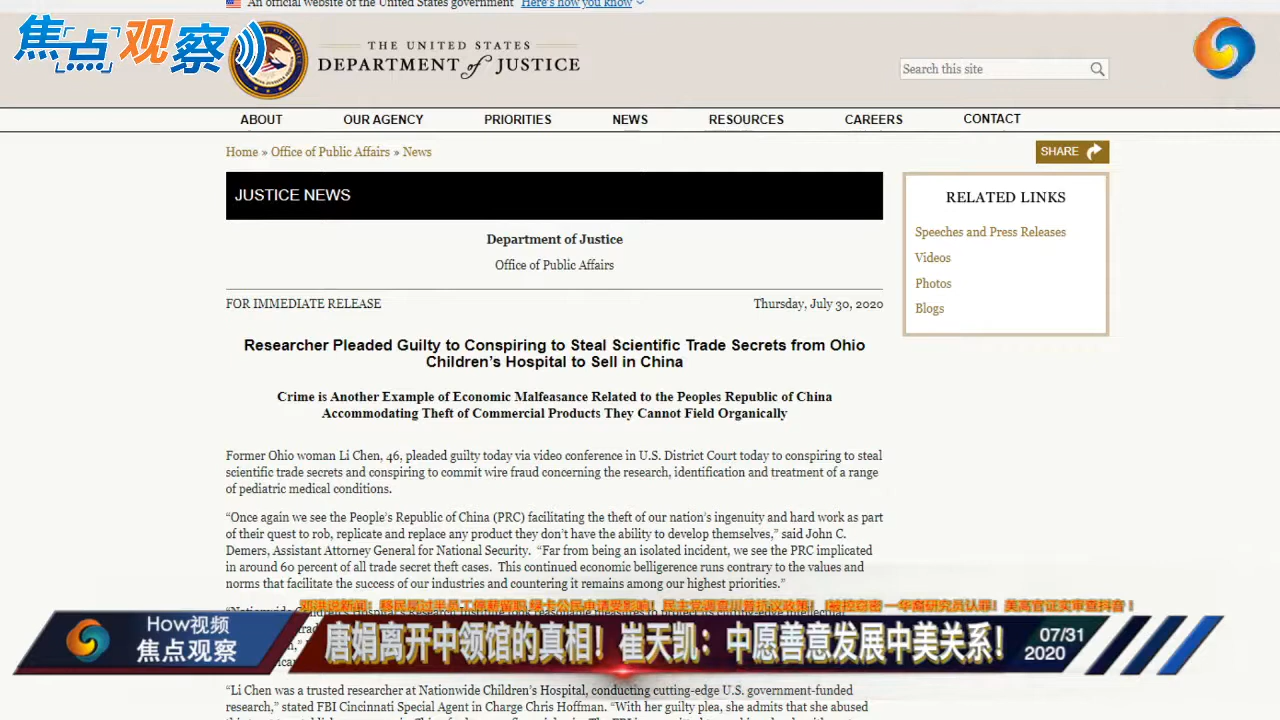 An official website of the United States government Here's how you know
焦点观察
THE UNITED STATES
DEPARTMENT of JUSTICE
Search this site
ABOUT OUR AGENCY PRIORITIES NEWS RESOURCES CAREERS CONTACT
Home » Office of Public Affairs » News
SHARE
JUSTICE NEWS
RELATED LINKS
Speeches and Press Releases
Videos
Photos
Blogs
Department of Justice
Office of Public Affairs
FOR IMMEDIATE RELEASE Thursday, July 30, 2020
Researcher Pleaded Guilty to Conspiring to Steal Scientific Trade Secrets from Ohio
Children’s Hospital to Sell in China
Crime is Another Example of Economic Malfeasance Related to the Peoples Republic of China
Accommodating Theft of Commercial Products They Cannot Field Organically
Former Ohio woman Li Chen, 46, pleaded guilty today via video conference in U.S. District Court today to conspiring to steal
scientific trade secrets and conspiring to commit wire fraud concerning the research, identification and treatment of a range
of pediatric medical conditions.
“Once again we see the People’s Republic of China (PRC) facilitating the theft of our nation’s ingenuity and hard work as part
of their quest to rob, replicate and replace any product they don’t have the ability to develop themselves,” said John C.
Demers, Assistant Attorney General for National Security. “Far from being an isolated incident, we see the PRC implicated
in around 60 percent of all trade secret theft cases. This continued economic belligerence runs contrary to the values and
norms that facilitate the success of our industries and countering it remains among our highest priorities.”
How视频
焦点观察
唐娟离开中领馆的真相！崔天凯：中愿善意发展中美关系！
07/31
2020
“Li Chen was a trusted researcher at Nationwide Children’s Hospital, conducting cutting-edge U.S. government-funded
research,” stated FBI Cincinnati Special Agent in Charge Chris Hoffman. “With her guilty plea, she admits that she abused